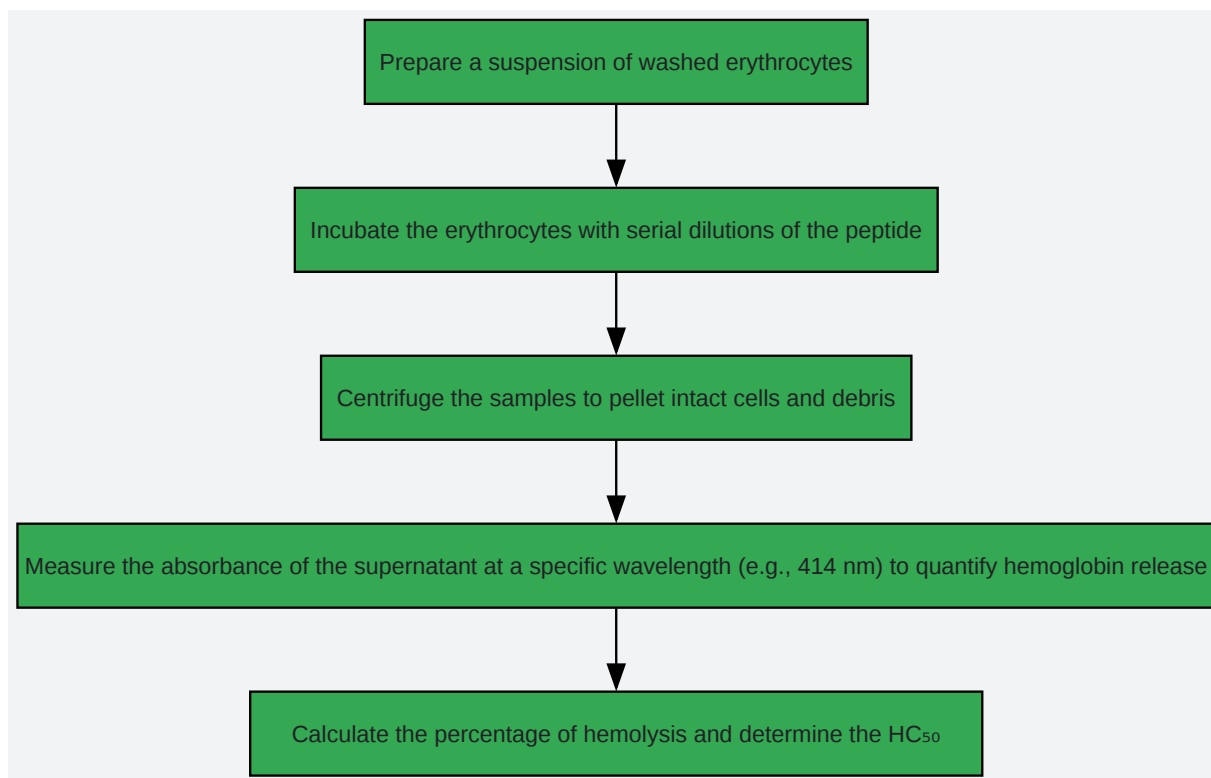 Prepare a suspension of washed erythrocytes
Incubate the erythrocytes with serial dilutions of the peptide
Centrifuge the samples to pellet intact cells and debris
Measure the absorbance of the supernatant at a specific wavelength (e.g., 414 nm) to quantify hemoglobin release
Calculate the percentage of hemolysis and determine the HC₅₀